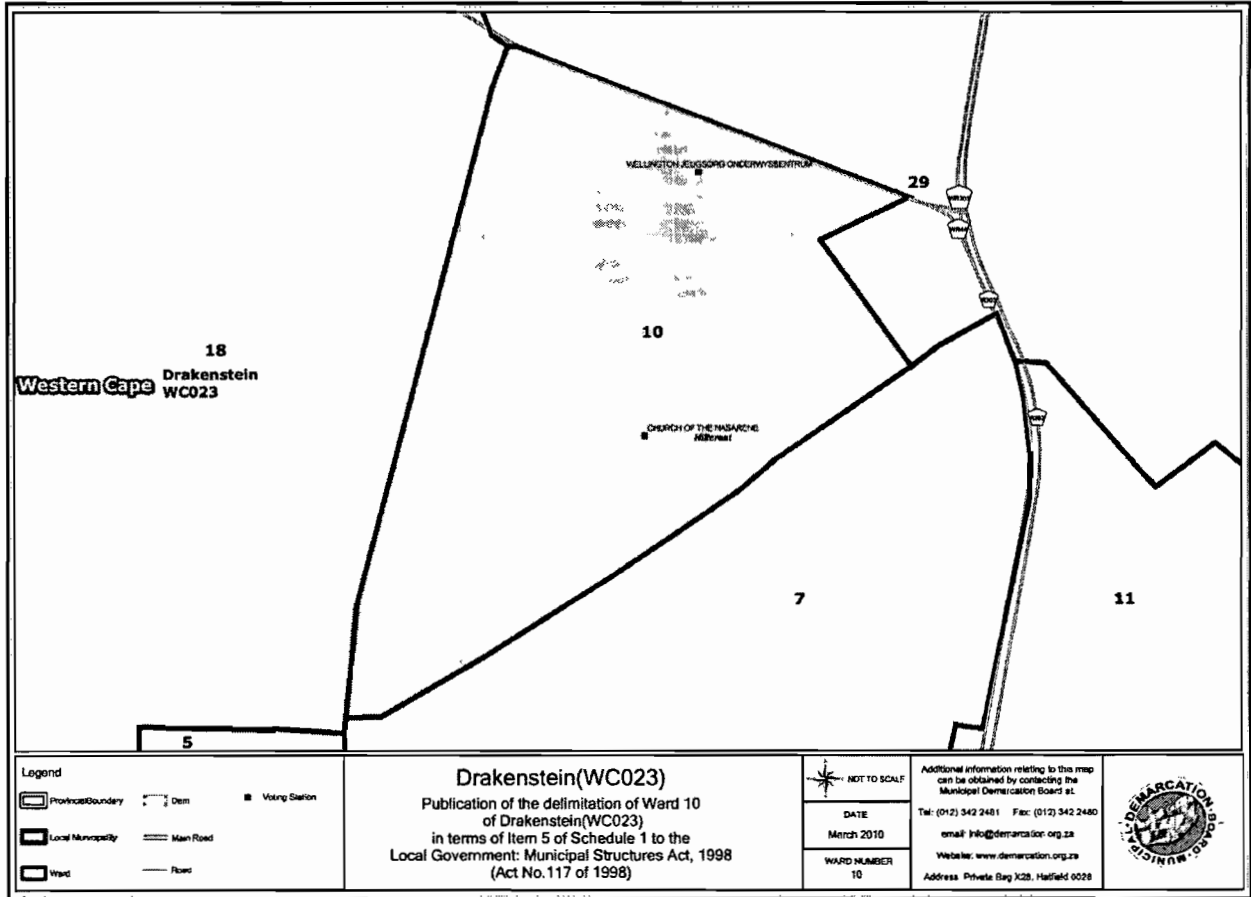 WELLINGTON JEUGSORG ONDERWYSSENTRUM
29
10
18
Western Cape
Drakenstein
WC023
CHURCH OF THE NASARENE
Hillcrest
7
11
5
Legend
Provincial Boundary
Dam
Voting Station
Local Municipality
Main Road
Ward
Road
Drakenstein(WC023)
Publication of the delimitation of Ward 10
of Drakenstein(WC023)
in terms of Item 5 of Schedule 1 to the
Local Government: Municipal Structures Act, 1998
(Act No.117 of 1998)
NOT TO SCALE
DATE
March 2010
WARD NUMBER
10
Additional information relating to this map
can be obtained by contacting the
Municipal Demarcation Board at.
Tel: (012) 342 2481 Fax: (012) 342 2480
email: info@demarcation.org.za
Website: www.demarcation.org.za
Address Private Bag X28, Hatfield 0028
MUNICIPAL DEMARCATION BOARD